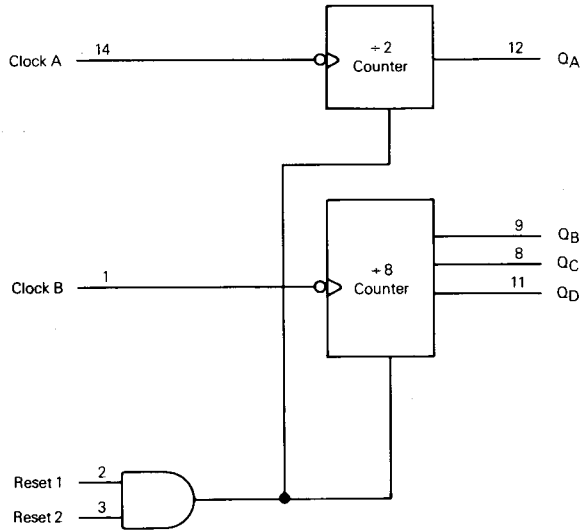 Clock A 14
÷ 2
Counter
12 QA
Clock B 1
÷ 8
Counter
9 QB
8 QC
11 QD
Reset 1 2
Reset 2 3